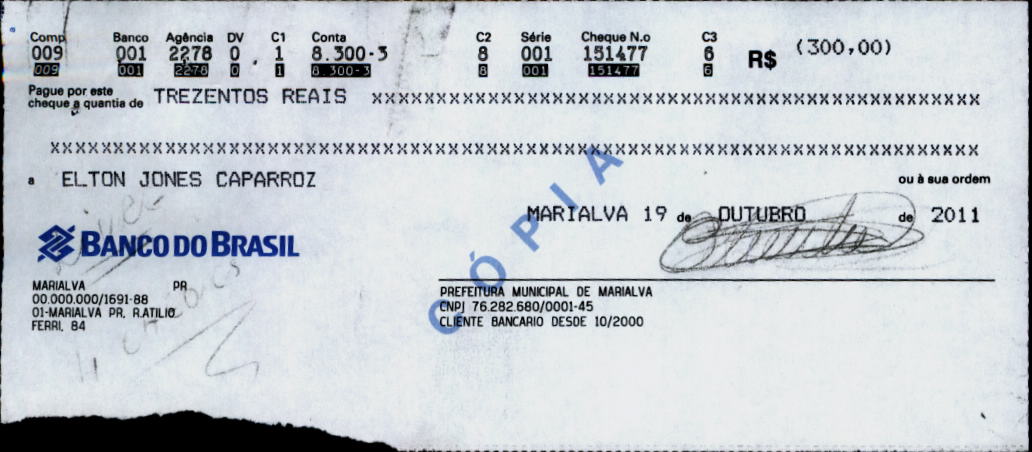 Comp Banco Agência DV C1 Conta C2 Série Cheque N.o C3
009 001 2278 0 1 8.300-3 8 001 151477 6 R$ (300,00)
009 001 2278 0 1 8.300-3 8 001 151477 6
Pague por este
cheque a quantia de TREZENTOS REAIS XXXXXXXXXXXXXXXXXXXXXXXXXXXXXXXXXXXXXXXXXXXXXXXXXX
XXXXXXXXXXXXXXXXXXXXXXXXXXXXXXXXXXXXXXXXXXXXXXXXXXXXXXXXXXXXXXXXXXXXXXXXXXXX
a ELTON JONES CAPARROZ ou à sua ordem
MARIALVA 19 de OUTUBRO de 2011
CÓPIA
BANCO DO BRASIL
MARIALVA PR
00.000.000/1691-88
01-MARIALVA PR, R.ATILIO
FERRI, 84
PREFEITURA MUNICIPAL DE MARIALVA
CNPJ 76.282.680/0001-45
CLIENTE BANCARIO DESDE 10/2000